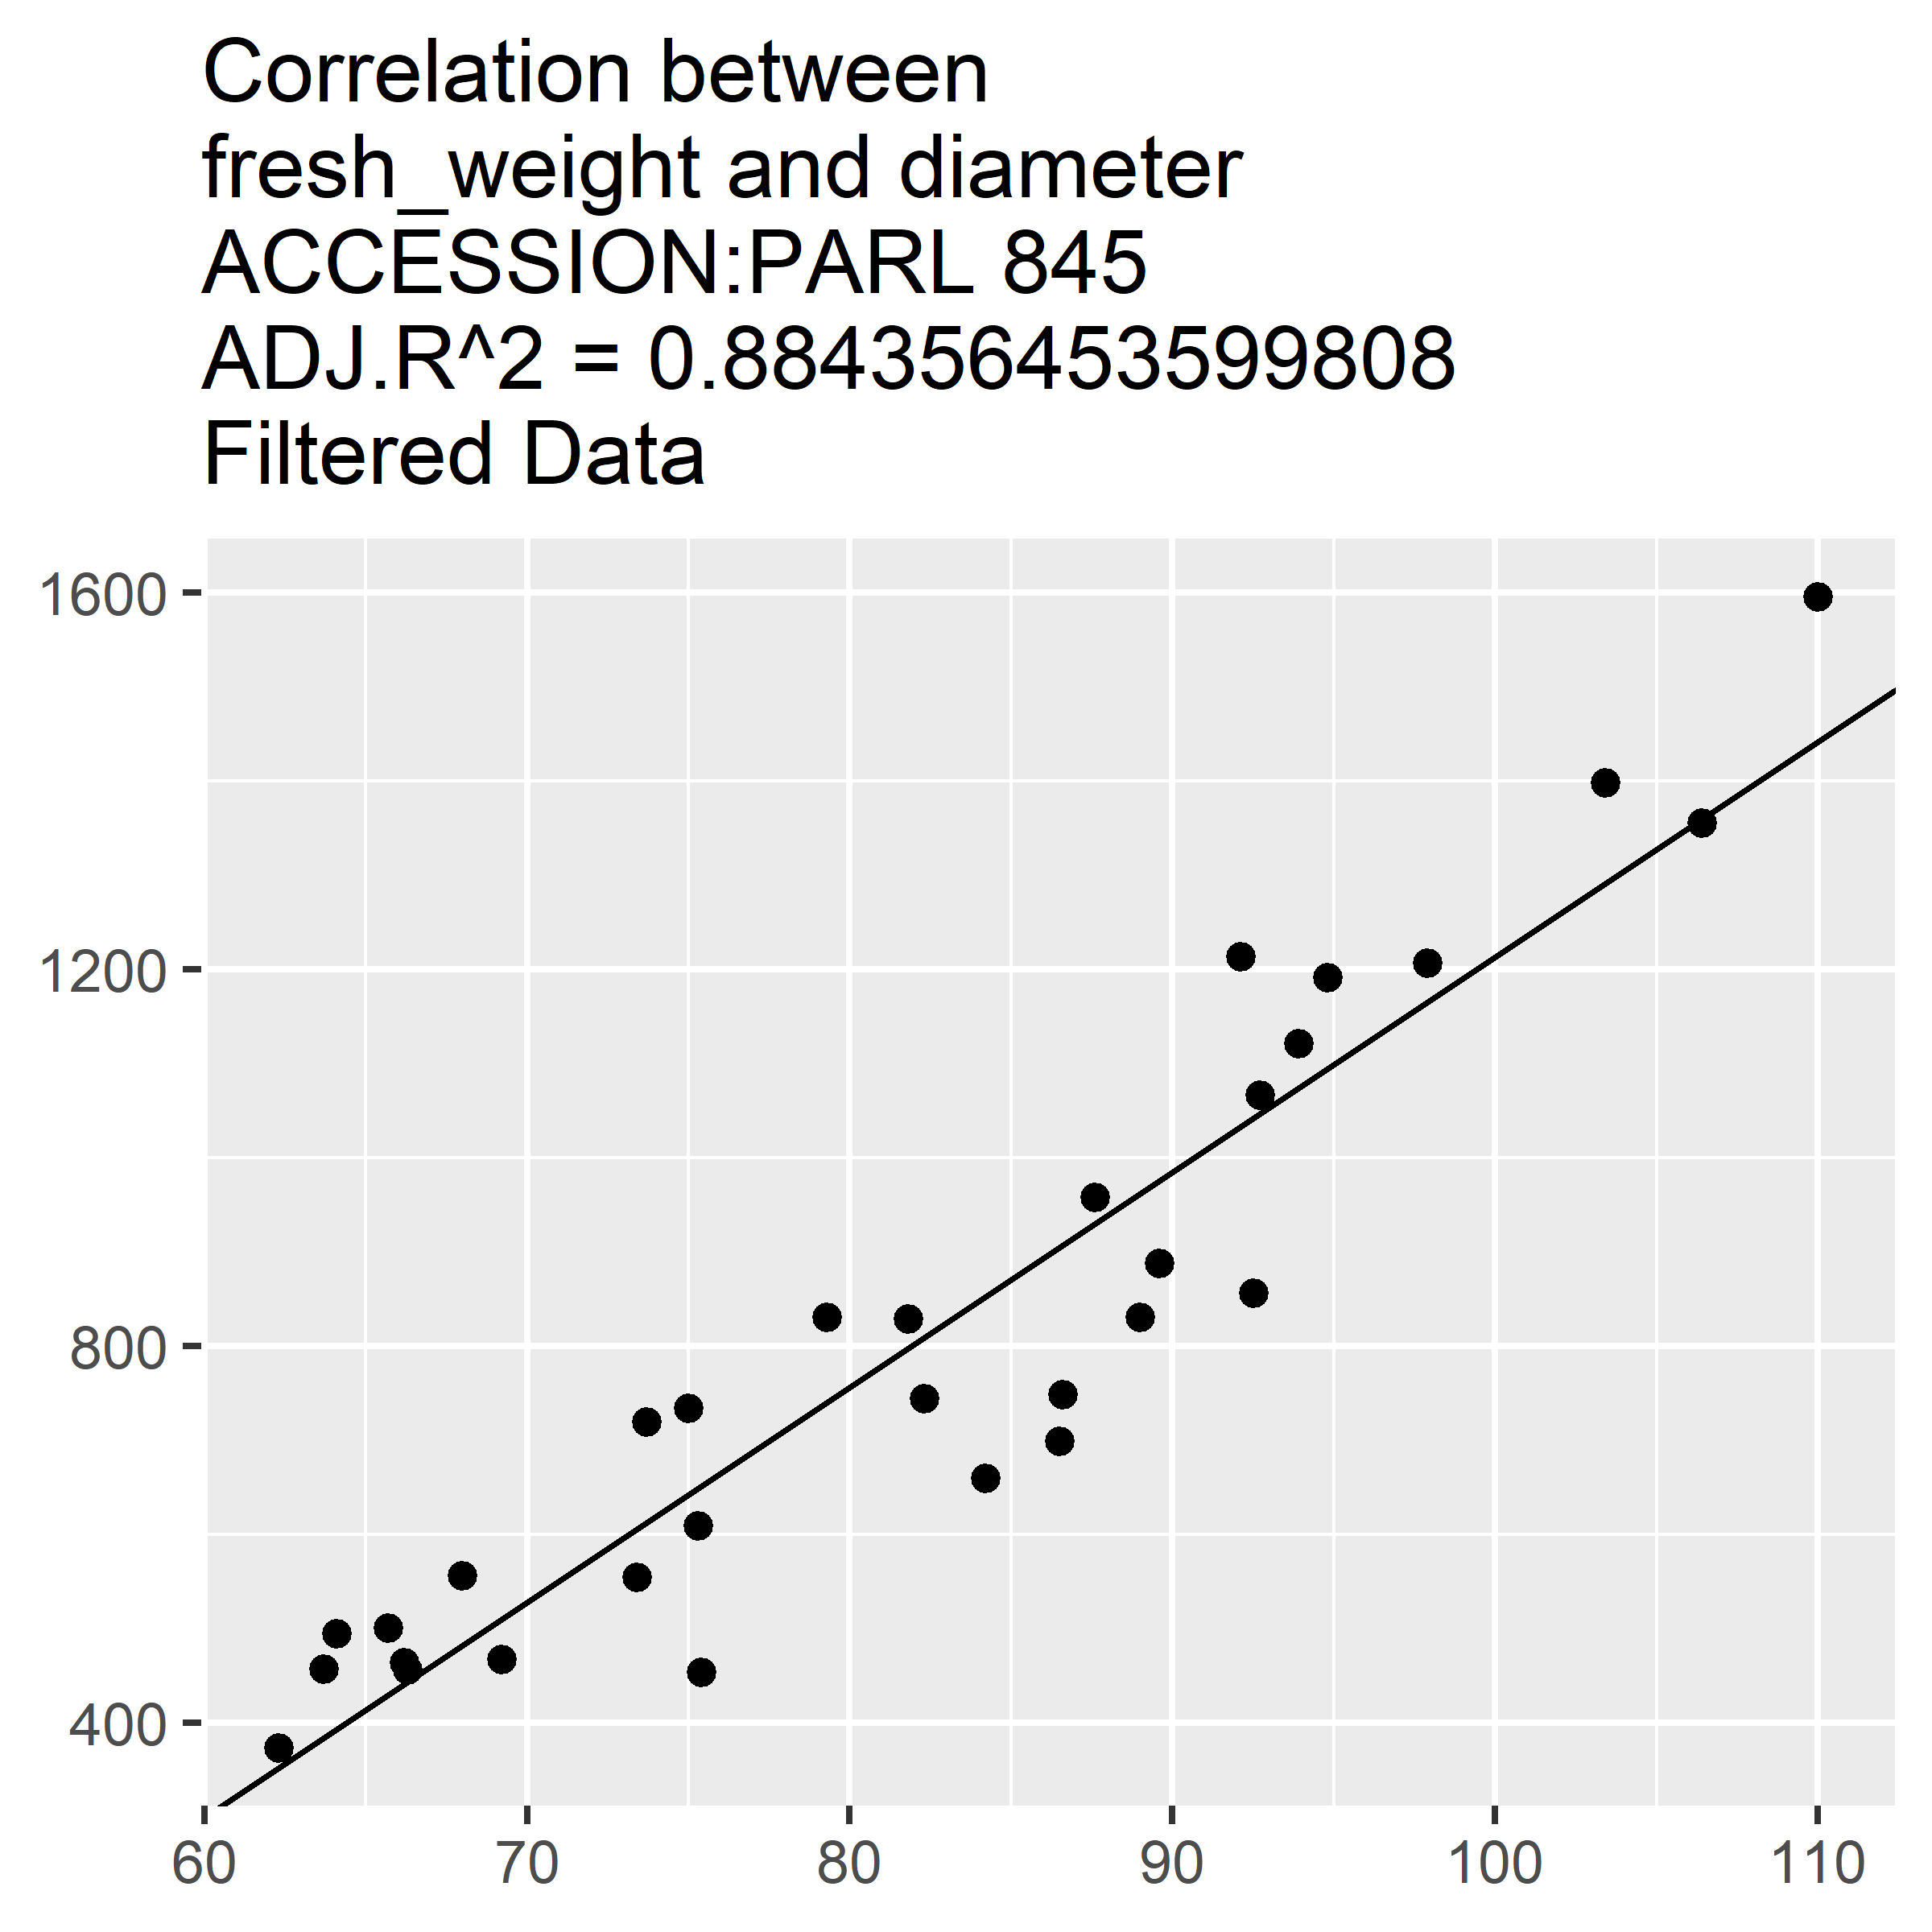 Correlation between
fresh_weight and diameter
ACCESSION:PARL 845
ADJ.R^2 = 0.884356453599808
Filtered Data
1600
1200
800
400
60 70 80 90 100 110